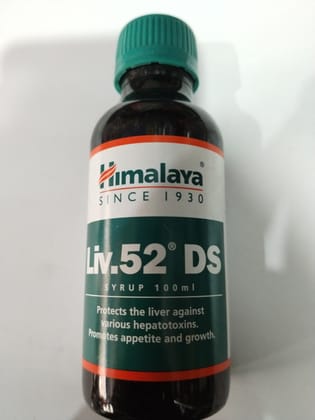 Himalaya®
SINCE 1930
Liv.52® DS
SYRUP 100ml
Protects the liver against
various hepatotoxins.
Promotes appetite and growth.